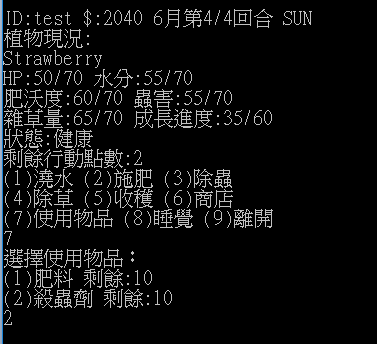 ID:test $:2040 6月第4/4回合 SUN
植物現況:
Strawberry
HP:50/70 水分:55/70
肥沃度:60/70 蟲害:55/70
雜草量:65/70 成長進度:35/60
狀態:健康
剩餘行動點數:2
(1)澆水 (2)施肥 (3)除蟲
(4)除草 (5)收穫 (6)商店
(7)使用物品 (8)睡覺 (9)離開
7
選擇使用物品：
(1)肥料 剩餘:10
(2)殺蟲劑 剩餘:10
2